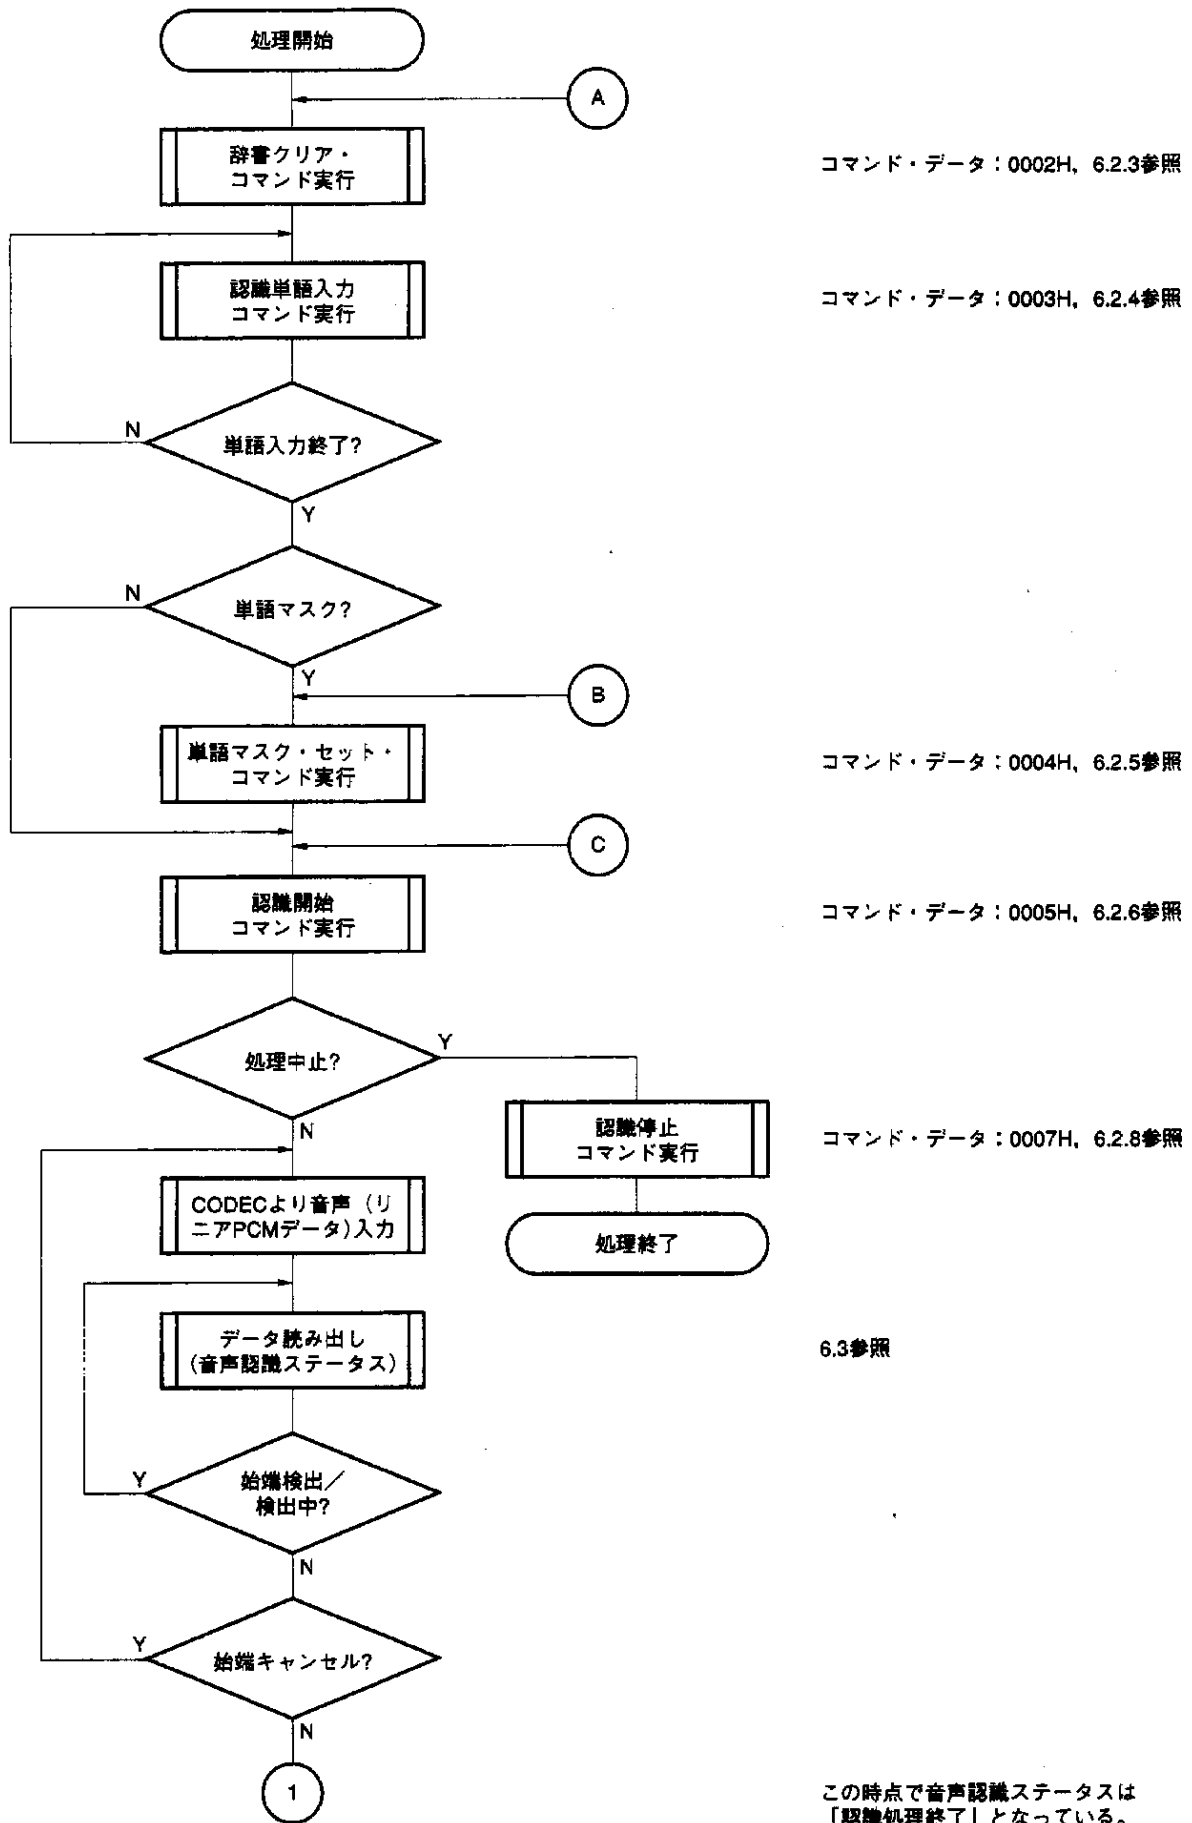 処理開始
A
辞書クリア・
コマンド実行
コマンド・データ：0002H，6.2.3参照
認識単語入力
コマンド実行
コマンド・データ：0003H，6.2.4参照
単語入力終了?
N
Y
単語マスク?
N
Y
B
単語マスク・セット・
コマンド実行
コマンド・データ：0004H，6.2.5参照
C
認識開始
コマンド実行
コマンド・データ：0005H，6.2.6参照
処理中止?
Y
N
認識停止
コマンド実行
コマンド・データ：0007H，6.2.8参照
CODECより音声（リ
ニアPCMデータ）入力
処理終了
データ読み出し
（音声認識ステータス）
6.3参照
始端検出／
検出中?
Y
N
始端キャンセル?
Y
N
1
この時点で音声認識ステータスは
「認識処理終了」となっている。